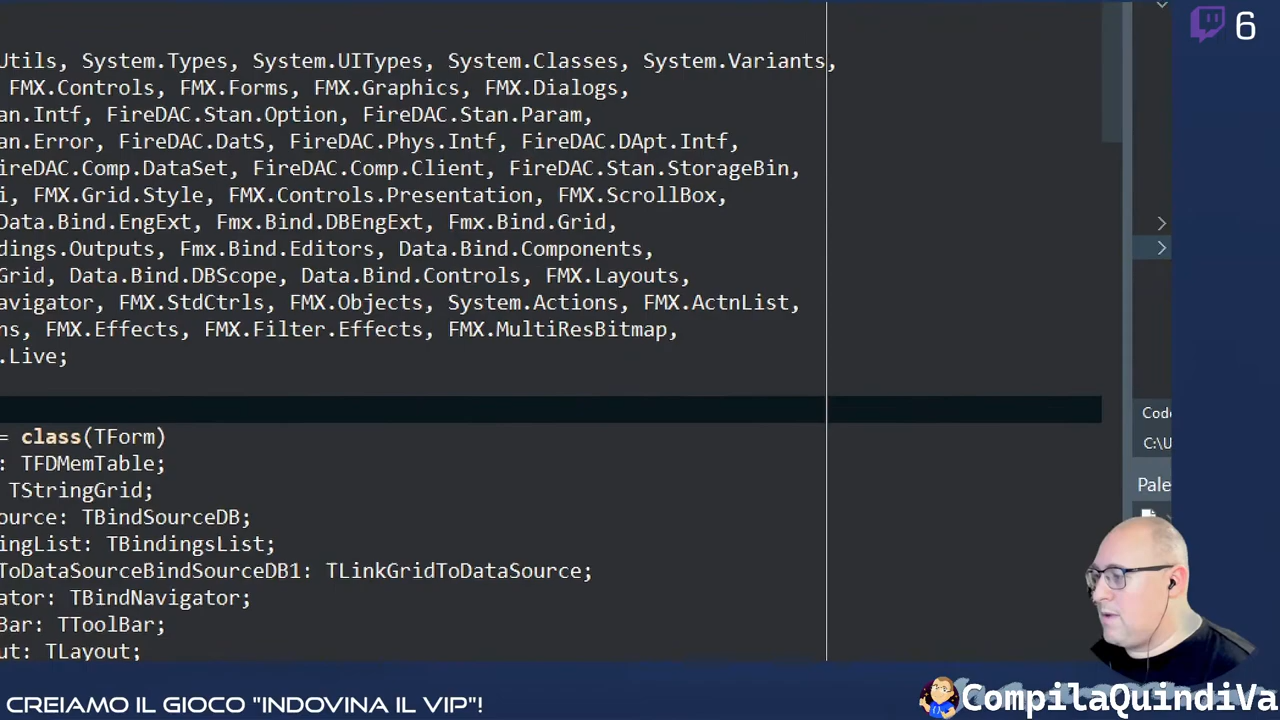 6
Utils, System.Types, System.UITypes, System.Classes, System.Variants,
FMX.Controls, FMX.Forms, FMX.Graphics, FMX.Dialogs,
an.Intf, FireDAC.Stan.Option, FireDAC.Stan.Param,
an.Error, FireDAC.DatS, FireDAC.Phys.Intf, FireDAC.DApt.Intf,
ireDAC.Comp.DataSet, FireDAC.Comp.Client, FireDAC.Stan.StorageBin,
i, FMX.Grid.Style, FMX.Controls.Presentation, FMX.ScrollBox,
Data.Bind.EngExt, Fmx.Bind.DBEngExt, Fmx.Bind.Grid,
dings.Outputs, Fmx.Bind.Editors, Data.Bind.Components,
Grid, Data.Bind.DBScope, Data.Bind.Controls, FMX.Layouts,
avigator, FMX.StdCtrls, FMX.Objects, System.Actions, FMX.ActnList,
ns, FMX.Effects, FMX.Filter.Effects, FMX.MultiResBitmap,
.Live;
= class(TForm)
: TFDMemTable;
TStringGrid;
ource: TBindSourceDB;
ingList: TBindingsList;
ToDataSourceBindSourceDB1: TLinkGridToDataSource;
ator: TBindNavigator;
Bar: TToolBar;
ut: TLayout;
Code
C:\U
Pale
CREIAMO IL GIOCO "INDOVINA IL VIP"!
CompilaQuindiVa